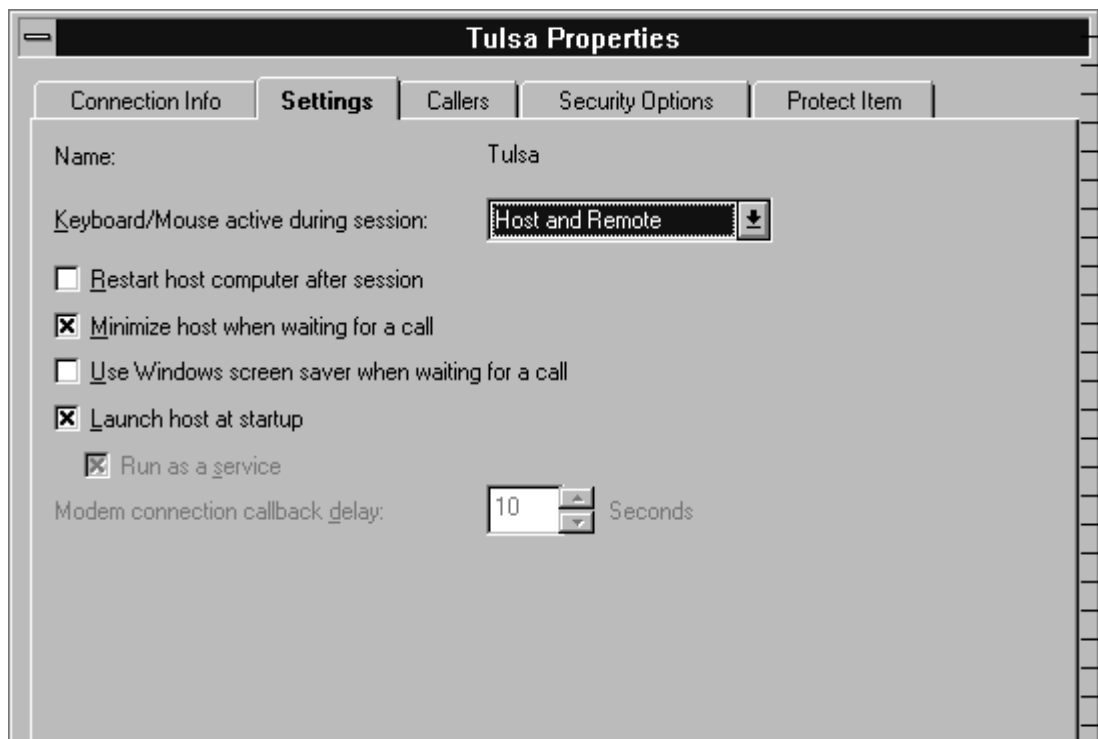 Tulsa Properties
Connection Info Settings Callers Security Options Protect Item
Name: Tulsa
Keyboard/Mouse active during session: Host and Remote
Restart host computer after session
Minimize host when waiting for a call
Use Windows screen saver when waiting for a call
Launch host at startup
Run as a service
Modem connection callback delay: 10 Seconds